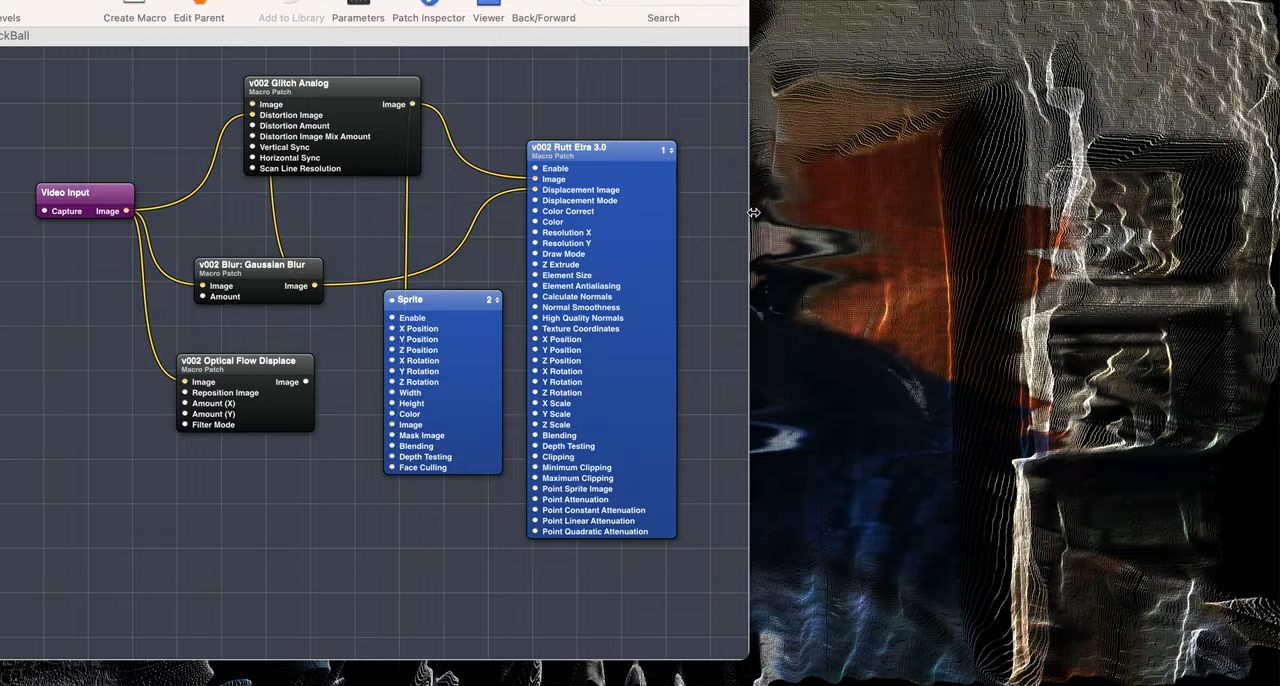 evels
Create Macro
Edit Parent
Add to Library
Parameters
Patch Inspector
Viewer
Back/Forward
Search
ckBall
v002 Glitch Analog
Macro Patch
Image
Image
Distortion Image
Distortion Amount
Distortion Image Mix Amount
Vertical Sync
Horizontal Sync
Scan Line Resolution
Video Input
Capture
Image
v002 Blur: Gaussian Blur
Macro Patch
Image
Image
Amount
v002 Optical Flow Displace
Macro Patch
Image
Image
Reposition Image
Amount (X)
Amount (Y)
Filter Mode
Sprite
2
Enable
X Position
Y Position
Z Position
X Rotation
Y Rotation
Z Rotation
Width
Height
Color
Image
Mask Image
Blending
Depth Testing
Face Culling
v002 Rutt Etra 3.0
Macro Patch
1
Enable
Image
Displacement Image
Displacement Mode
Color Correct
Color
Resolution X
Resolution Y
Draw Mode
Z Extrude
Element Size
Element Antialiasing
Calculate Normals
Normal Smoothness
High Quality Normals
Texture Coordinates
X Position
Y Position
Z Position
X Rotation
Y Rotation
Z Rotation
X Scale
Y Scale
Z Scale
Blending
Depth Testing
Clipping
Minimum Clipping
Maximum Clipping
Point Sprite Image
Point Attenuation
Point Constant Attenuation
Point Linear Attenuation
Point Quadratic Attenuation